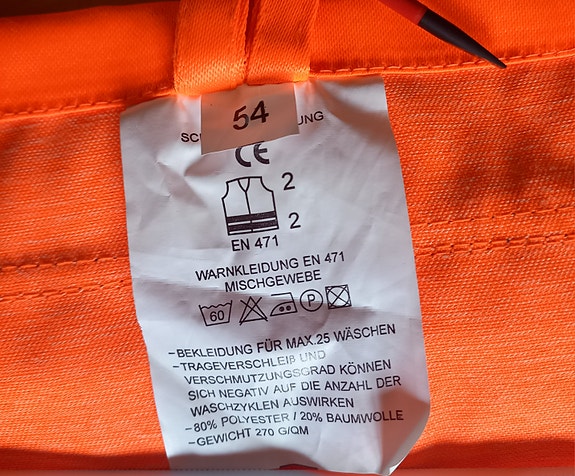 54
CE
2
2
EN 471
WARNKLEIDUNG EN 471
MISCHGEWEBE
60 P
-BEKLEIDUNG FÜR MAX.25 WÄSCHEN
-TRAGEVERSCHLEIß UND
VERSCHMUTZUNGSGRAD KÖNNEN
SICH NEGATIV AUF DIE ANZAHL DER
WASCHZYKLEN AUSWIRKEN
-80% POLYESTER / 20% BAUMWOLLE
-GEWICHT 270 G/QM